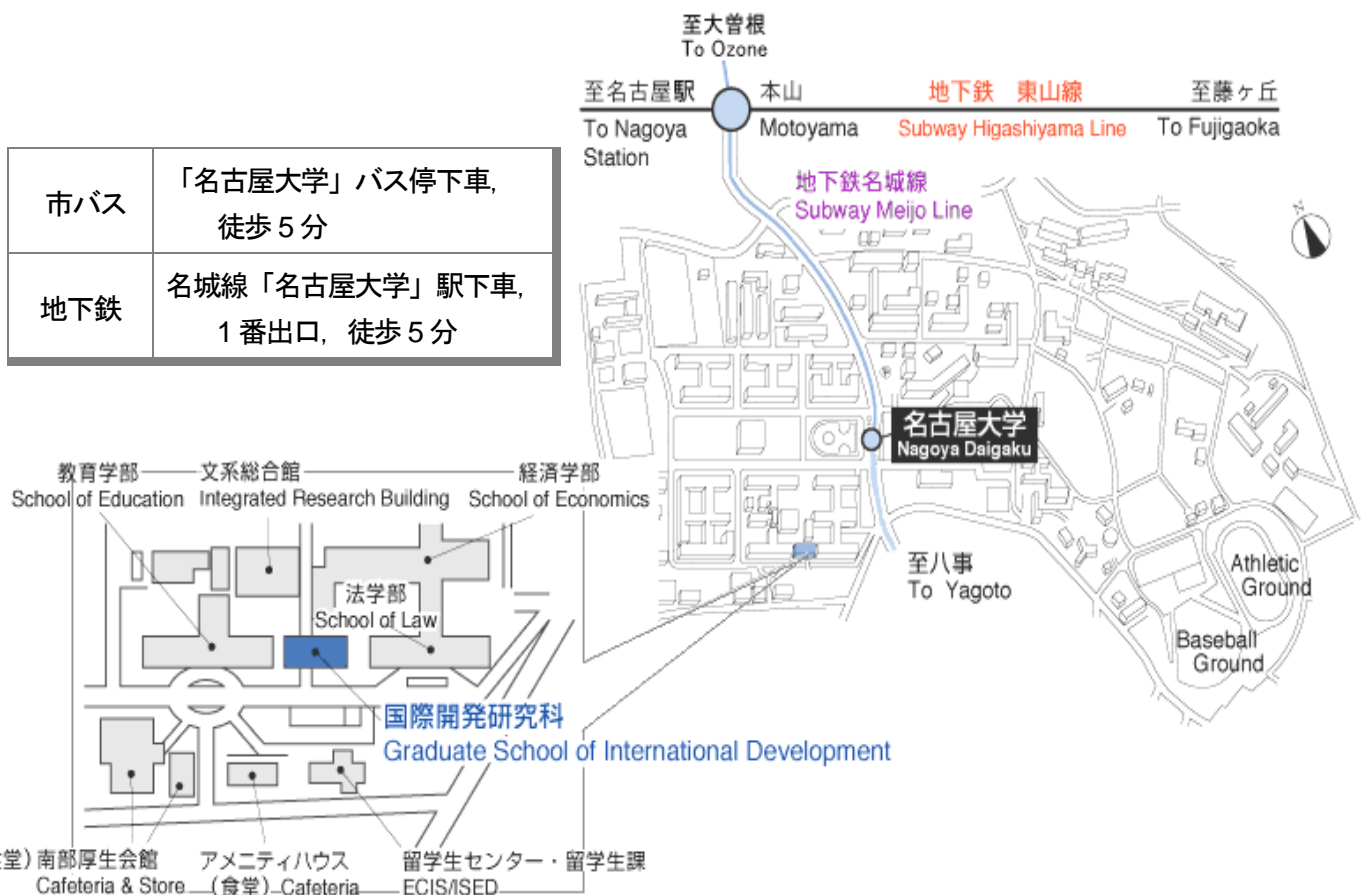 至大曽根
To Ozone
至名古屋駅
本山
地下鉄 東山線
至藤ヶ丘
To Nagoya
Station
Motoyama
Subway Higashiyama Line
To Fujigaoka
地下鉄名城線
Subway Meijo Line
N
市バス
「名古屋大学」バス停下車,
徒歩5分
地下鉄
名城線「名古屋大学」駅下車,
1番出口, 徒歩5分
名古屋大学
Nagoya Daigaku
至八事
To Yagoto
Athletic
Ground
Baseball
Ground
教育学部
School of Education
文系総合館
Integrated Research Building
経済学部
School of Economics
法学部
School of Law
国際開発研究科
Graduate School of International Development
堂)南部厚生会館
Cafeteria & Store
アメニティハウス
(食堂) Cafeteria
留学生センター・留学生課
ECIS/ISED